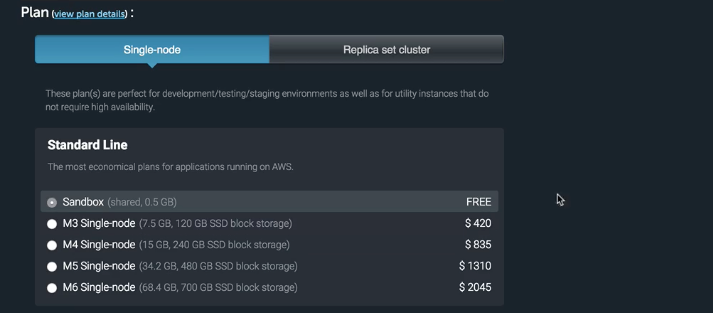 Plan (view plan details) :
Single-node
Replica set cluster
These plan(s) are perfect for development/testing/staging environments as well as for utility instances that do
not require high availability.
Standard Line
The most economical plans for applications running on AWS.
Sandbox (shared, 0.5 GB) FREE
M3 Single-node (7.5 GB, 120 GB SSD block storage) $ 420
M4 Single-node (15 GB, 240 GB SSD block storage) $ 835
M5 Single-node (34.2 GB, 480 GB SSD block storage) $ 1310
M6 Single-node (68.4 GB, 700 GB SSD block storage) $ 2045